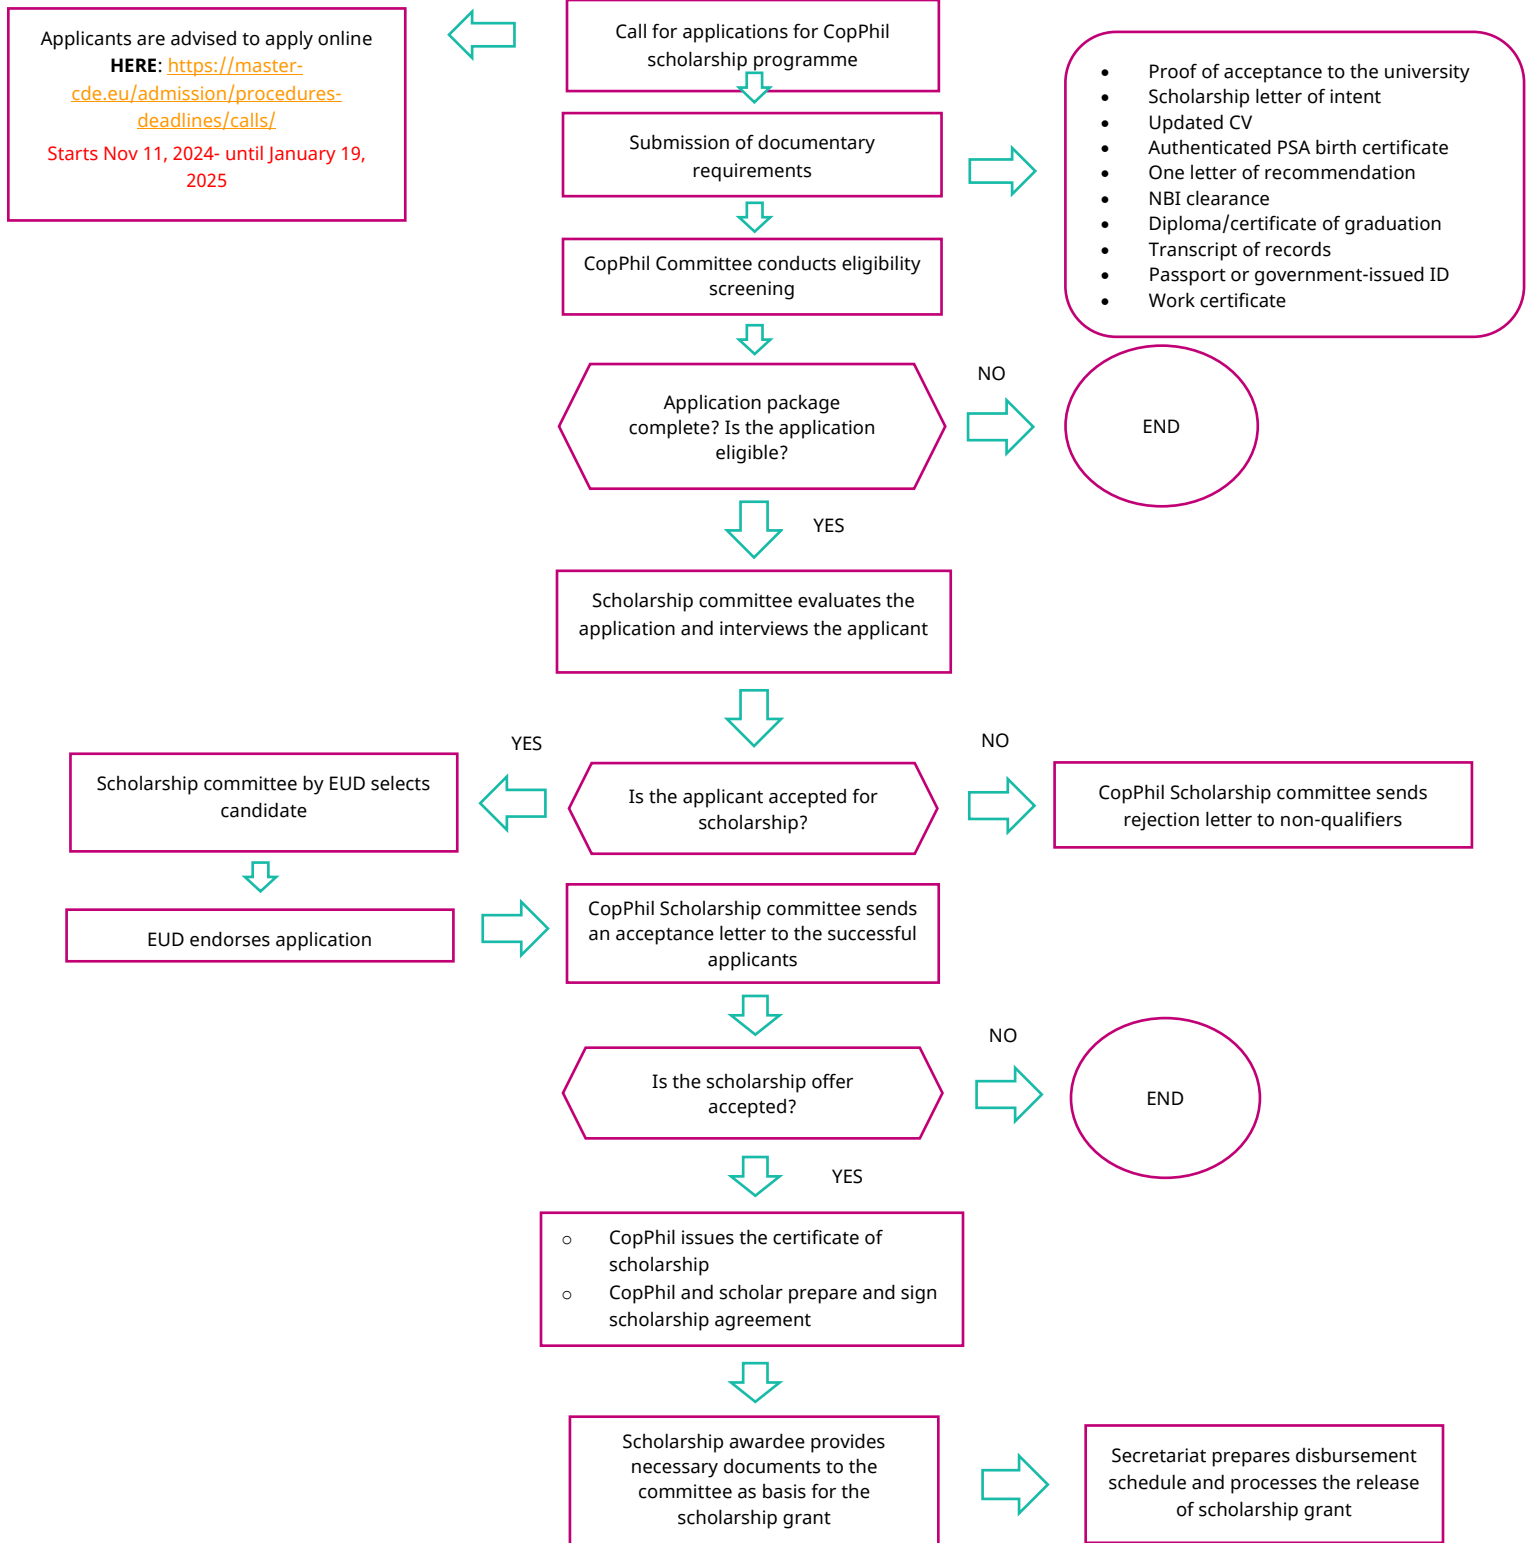 Call for applications for CopPhil
scholarship programme
Applicants are advised to apply online
HERE: https://master-
cde.eu/admission/procedures-
deadlines/calls/
Starts Nov 11, 2024- until January 19,
2025
Submission of documentary
requirements
• Proof of acceptance to the university
• Scholarship letter of intent
• Updated CV
• Authenticated PSA birth certificate
• One letter of recommendation
• NBI clearance
• Diploma/certificate of graduation
• Transcript of records
• Passport or government-issued ID
• Work certificate
CopPhil Committee conducts eligibility
screening
Application package
complete? Is the application
eligible?
NO
END
YES
Scholarship committee evaluates the
application and interviews the applicant
Is the applicant accepted for
scholarship?
NO
CopPhil Scholarship committee sends
rejection letter to non-qualifiers
YES
Scholarship committee by EUD selects
candidate
EUD endorses application
CopPhil Scholarship committee sends
an acceptance letter to the successful
applicants
Is the scholarship offer
accepted?
NO
END
YES
○ CopPhil issues the certificate of
scholarship
○ CopPhil and scholar prepare and sign
scholarship agreement
Scholarship awardee provides
necessary documents to the
committee as basis for the
scholarship grant
Secretariat prepares disbursement
schedule and processes the release
of scholarship grant